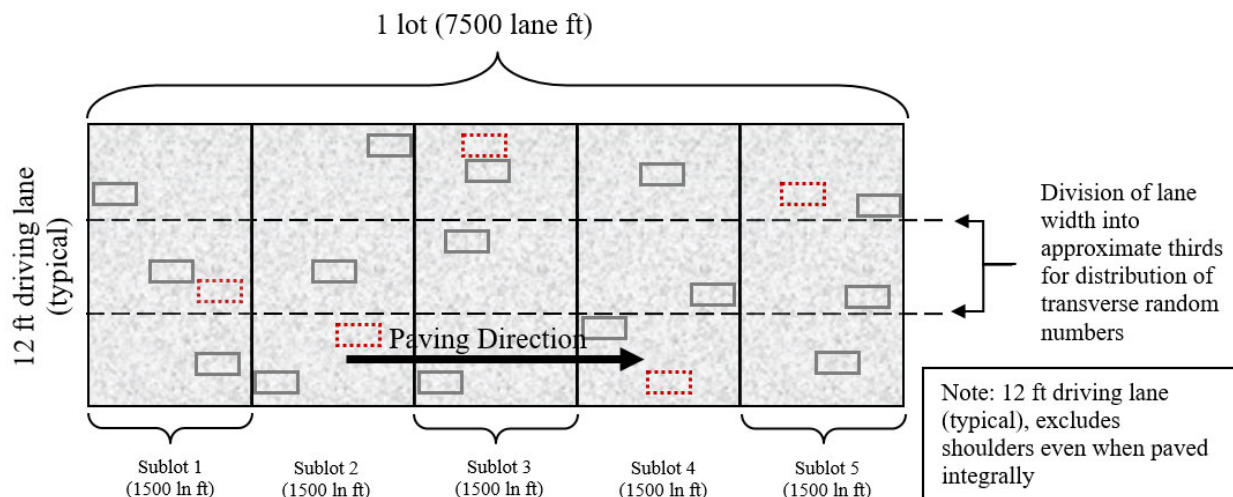 1 lot (7500 lane ft)
12 ft driving lane
(typical)
Division of lane
width into
approximate thirds
for distribution of
transverse random
numbers
Paving Direction
Note: 12 ft driving lane
(typical), excludes
shoulders even when paved
integrally
Sublot 1
(1500 ln ft)
Sublot 2
(1500 ln ft)
Sublot 3
(1500 ln ft)
Sublot 4
(1500 ln ft)
Sublot 5
(1500 ln ft)